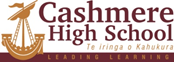 Cashmere
High School
Te iringa o Kahukura
LEADING LEARNING